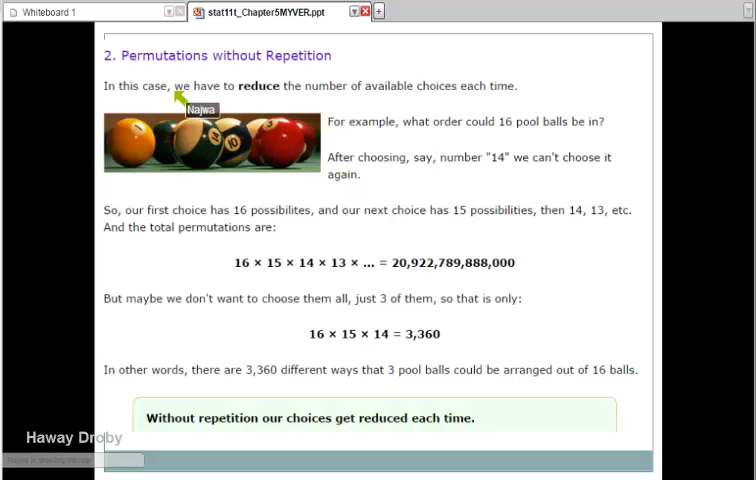 Whiteboard 1
stat11t_Chapter5MYVER.ppt
2. Permutations without Repetition
In this case, we have to reduce the number of available choices each time.
Najwa
For example, what order could 16 pool balls be in?
After choosing, say, number "14" we can't choose it
again.
So, our first choice has 16 possibilites, and our next choice has 15 possibilities, then 14, 13, etc.
And the total permutations are:
16 × 15 × 14 × 13 × ... = 20,922,789,888,000
But maybe we don't want to choose them all, just 3 of them, so that is only:
16 × 15 × 14 = 3,360
In other words, there are 3,360 different ways that 3 pool balls could be arranged out of 16 balls.
Without repetition our choices get reduced each time.
Haway Droby